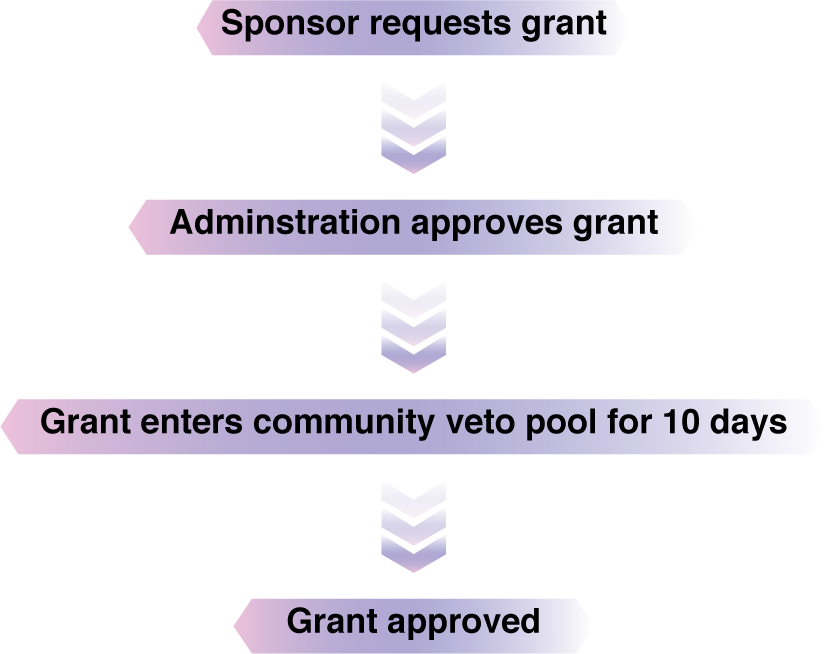 Sponsor requests grant
Adminstration approves grant
Grant enters community veto pool for 10 days
Grant approved